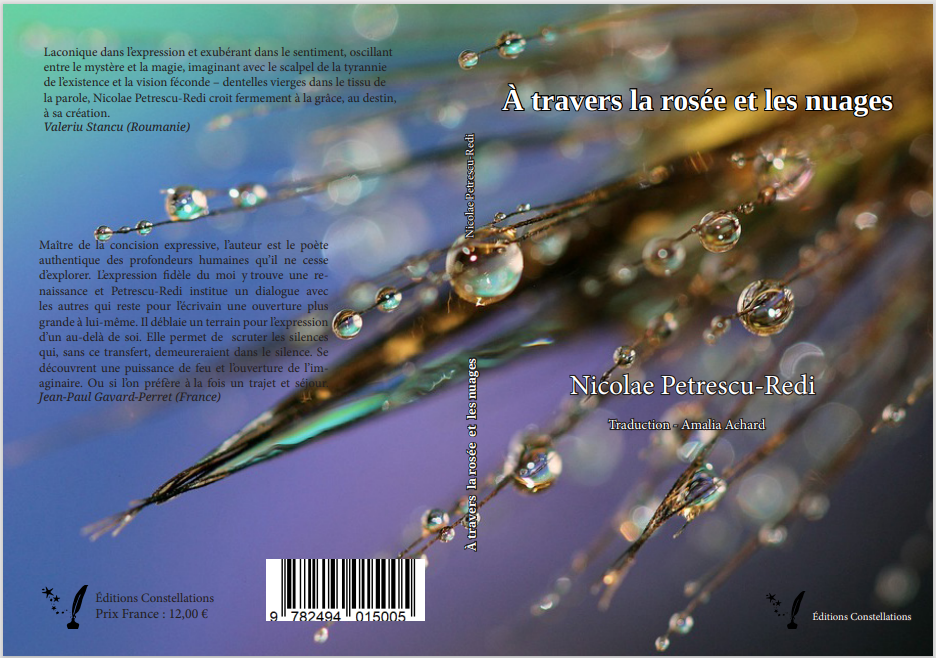 Laconique dans l'expression et exubérant dans le sentiment, oscillant
entre le mystère et la magie, imaginant avec le scalpel de la tyrannie
de l'existence et la vision féconde – dentelles vierges dans le tissu de
la parole, Nicolae Petrescu-Redi croit fermement à la grâce, au destin,
à sa création.
Valeriu Stancu (Roumanie)
Maître de la concision expressive, l'auteur est le poète
authentique des profondeurs humaines qu'il ne cesse
d'explorer. L'expression fidèle du moi y trouve une re-
naissance et Petrescu-Redi institue un dialogue avec
les autres qui reste pour l'écrivain une ouverture plus
grande à lui-même. Il déblaie un terrain pour l'expression
d'un au-delà de soi. Elle permet de scruter les silences
qui, sans ce transfert, demeureraient dans le silence. Se
découvrent une puissance de feu et l'ouverture de l'im-
aginaire. Ou si l'on préfère à la fois un trajet et séjour.
Jean-Paul Gavard-Perret (France)
Éditions Constellations
Prix France : 12,00 €
9 782494 015005
Nicolae Petrescu-Redi
À travers la rosée et les nuages
À travers la rosée et les nuages
Nicolae Petrescu-Redi
Traduction - Amalia Achard
Éditions Constellations